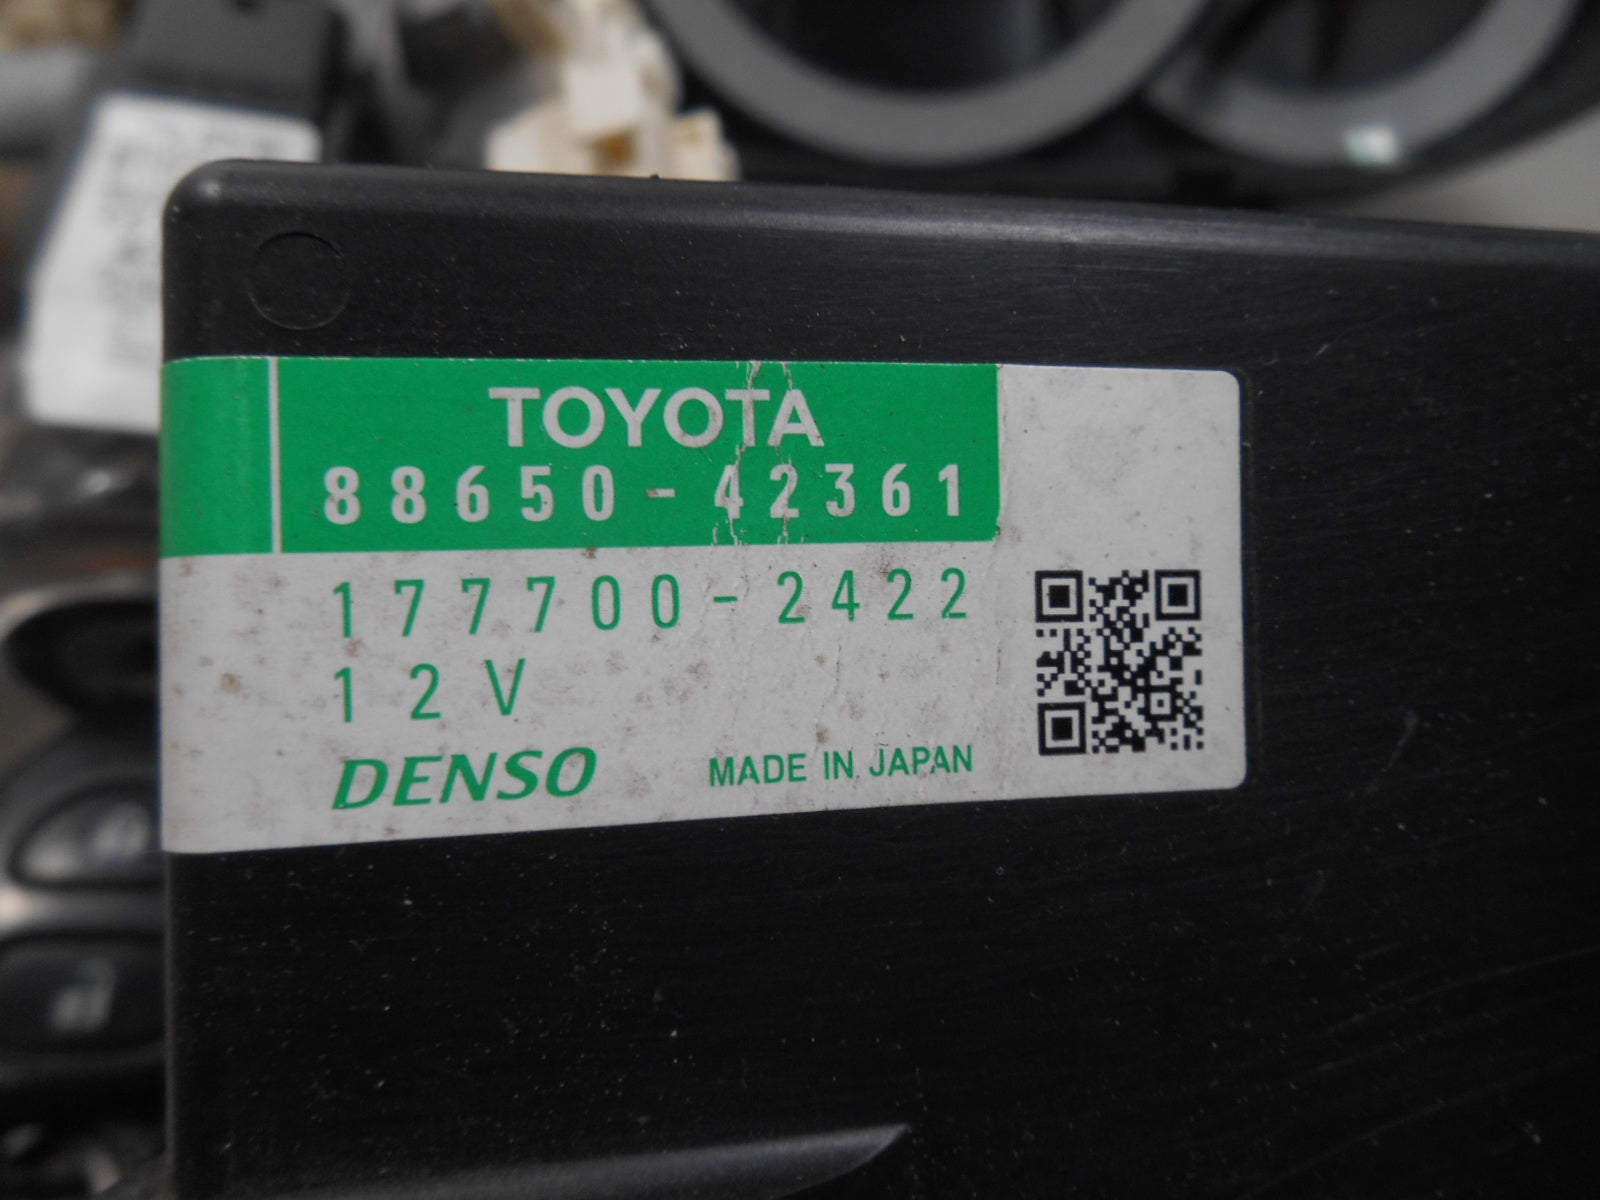 TOYOTA
88650-42361
177700-2422
12V
DENSO MADE IN JAPAN